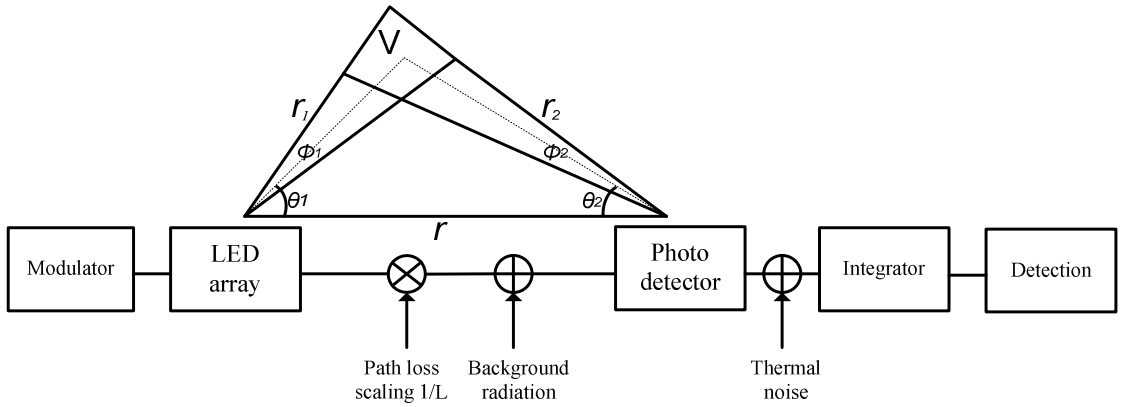 V
r₁
r₂
ϕ₁
ϕ₂
θ1
θ₂
r
Modulator
LED
array
Photo
detector
Integrator
Detection
Path loss
scaling 1/L
Background
radiation
Thermal
noise